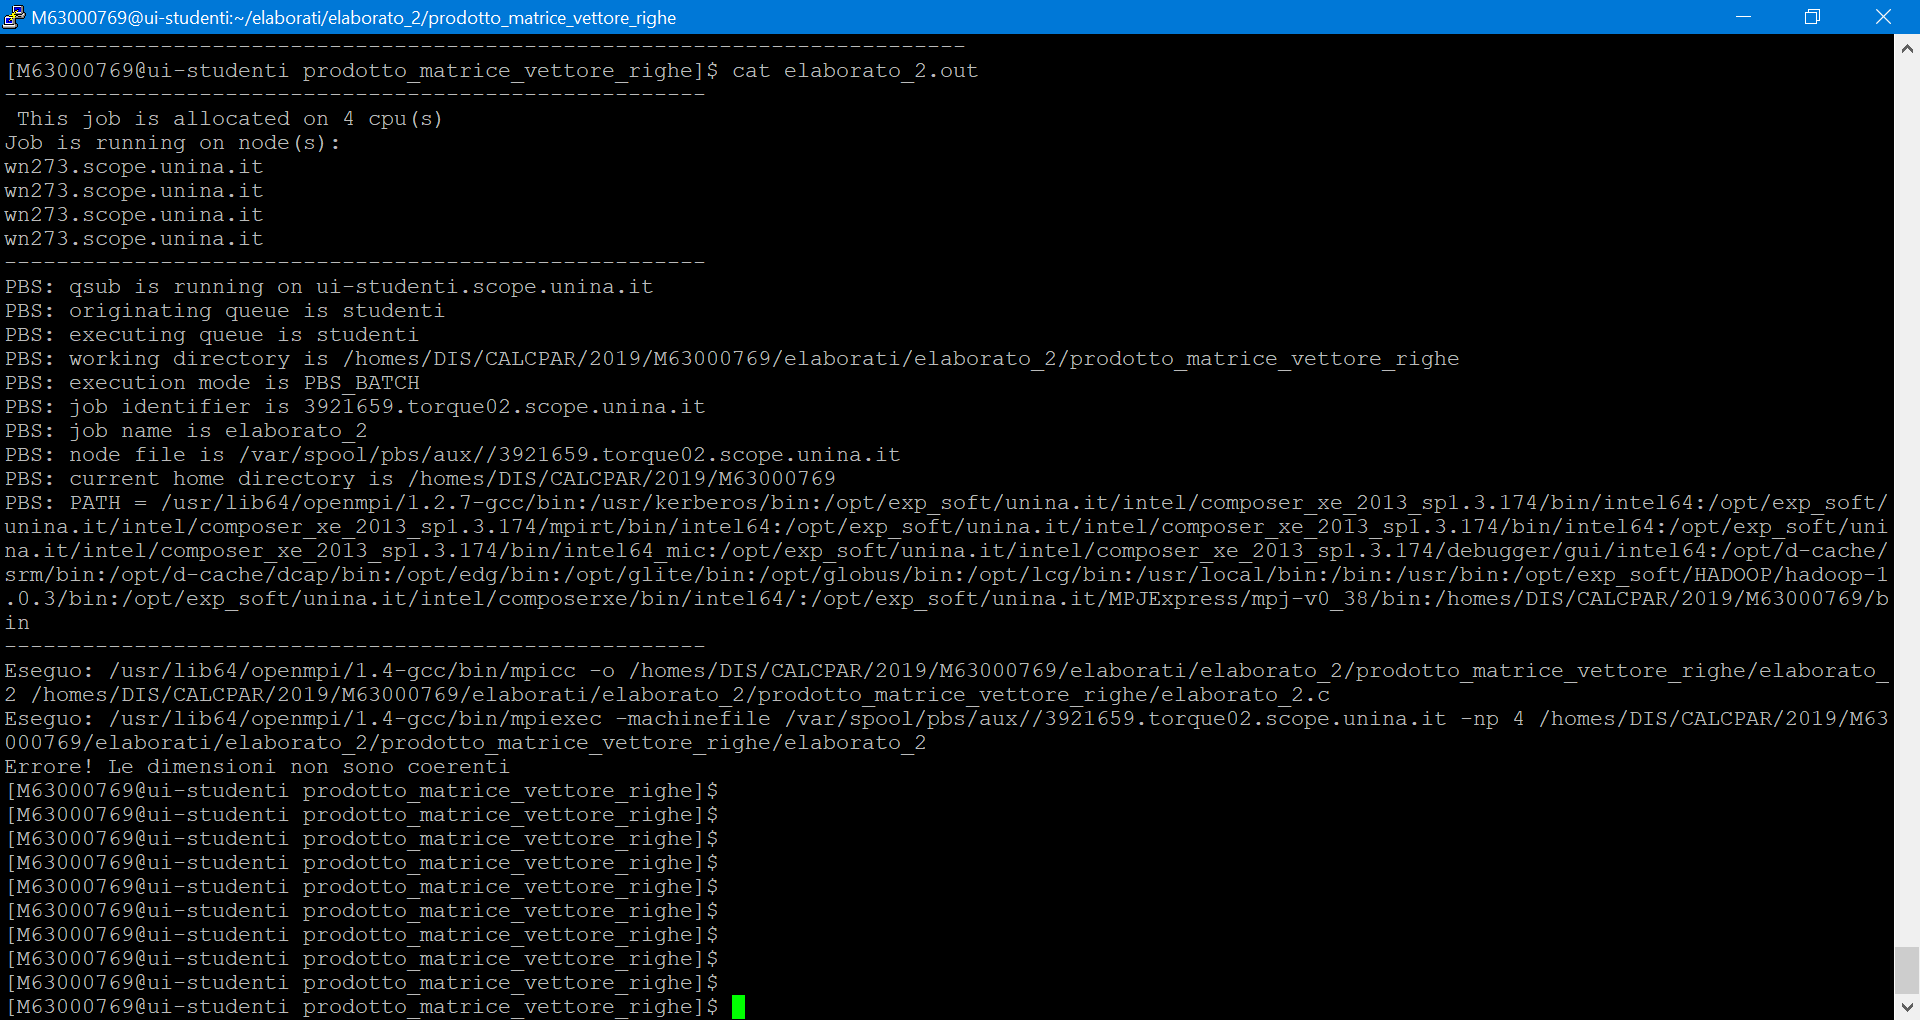 M63000769@ui-studenti:~/elaborati/elaborato_2/prodotto_matrice_vettore_righe
--------------------------------------------------------------------------
[M63000769@ui-studenti prodotto_matrice_vettore_righe]$ cat elaborato_2.out
------------------------------------------------------
 This job is allocated on 4 cpu(s)
Job is running on node(s):
wn273.scope.unina.it
wn273.scope.unina.it
wn273.scope.unina.it
wn273.scope.unina.it
------------------------------------------------------
PBS: qsub is running on ui-studenti.scope.unina.it
PBS: originating queue is studenti
PBS: executing queue is studenti
PBS: working directory is /homes/DIS/CALCPAR/2019/M63000769/elaborati/elaborato_2/prodotto_matrice_vettore_righe
PBS: execution mode is PBS_BATCH
PBS: job identifier is 3921659.torque02.scope.unina.it
PBS: job name is elaborato_2
PBS: node file is /var/spool/pbs/aux//3921659.torque02.scope.unina.it
PBS: current home directory is /homes/DIS/CALCPAR/2019/M63000769
PBS: PATH = /usr/lib64/openmpi/1.2.7-gcc/bin:/usr/kerberos/bin:/opt/exp_soft/unina.it/intel/composer_xe_2013_sp1.3.174/bin/intel64:/opt/exp_soft/
unina.it/intel/composer_xe_2013_sp1.3.174/mpirt/bin/intel64:/opt/exp_soft/unina.it/intel/composer_xe_2013_sp1.3.174/bin/intel64:/opt/exp_soft/uni
na.it/intel/composer_xe_2013_sp1.3.174/bin/intel64_mic:/opt/exp_soft/unina.it/intel/composer_xe_2013_sp1.3.174/debugger/gui/intel64:/opt/d-cache/
srm/bin:/opt/d-cache/dcap/bin:/opt/edg/bin:/opt/glite/bin:/opt/globus/bin:/opt/lcg/bin:/usr/local/bin:/bin:/usr/bin:/opt/exp_soft/HADOOP/hadoop-1
.0.3/bin:/opt/exp_soft/unina.it/intel/composerxe/bin/intel64/:/opt/exp_soft/unina.it/MPJExpress/mpj-v0_38/bin:/homes/DIS/CALCPAR/2019/M63000769/b
in
------------------------------------------------------
Eseguo: /usr/lib64/openmpi/1.4-gcc/bin/mpicc -o /homes/DIS/CALCPAR/2019/M63000769/elaborati/elaborato_2/prodotto_matrice_vettore_righe/elaborato_
2 /homes/DIS/CALCPAR/2019/M63000769/elaborati/elaborato_2/prodotto_matrice_vettore_righe/elaborato_2.c
Eseguo: /usr/lib64/openmpi/1.4-gcc/bin/mpiexec -machinefile /var/spool/pbs/aux//3921659.torque02.scope.unina.it -np 4 /homes/DIS/CALCPAR/2019/M63
000769/elaborati/elaborato_2/prodotto_matrice_vettore_righe/elaborato_2
Errore! Le dimensioni non sono coerenti
[M63000769@ui-studenti prodotto_matrice_vettore_righe]$
[M63000769@ui-studenti prodotto_matrice_vettore_righe]$
[M63000769@ui-studenti prodotto_matrice_vettore_righe]$
[M63000769@ui-studenti prodotto_matrice_vettore_righe]$
[M63000769@ui-studenti prodotto_matrice_vettore_righe]$
[M63000769@ui-studenti prodotto_matrice_vettore_righe]$
[M63000769@ui-studenti prodotto_matrice_vettore_righe]$
[M63000769@ui-studenti prodotto_matrice_vettore_righe]$
[M63000769@ui-studenti prodotto_matrice_vettore_righe]$
[M63000769@ui-studenti prodotto_matrice_vettore_righe]$